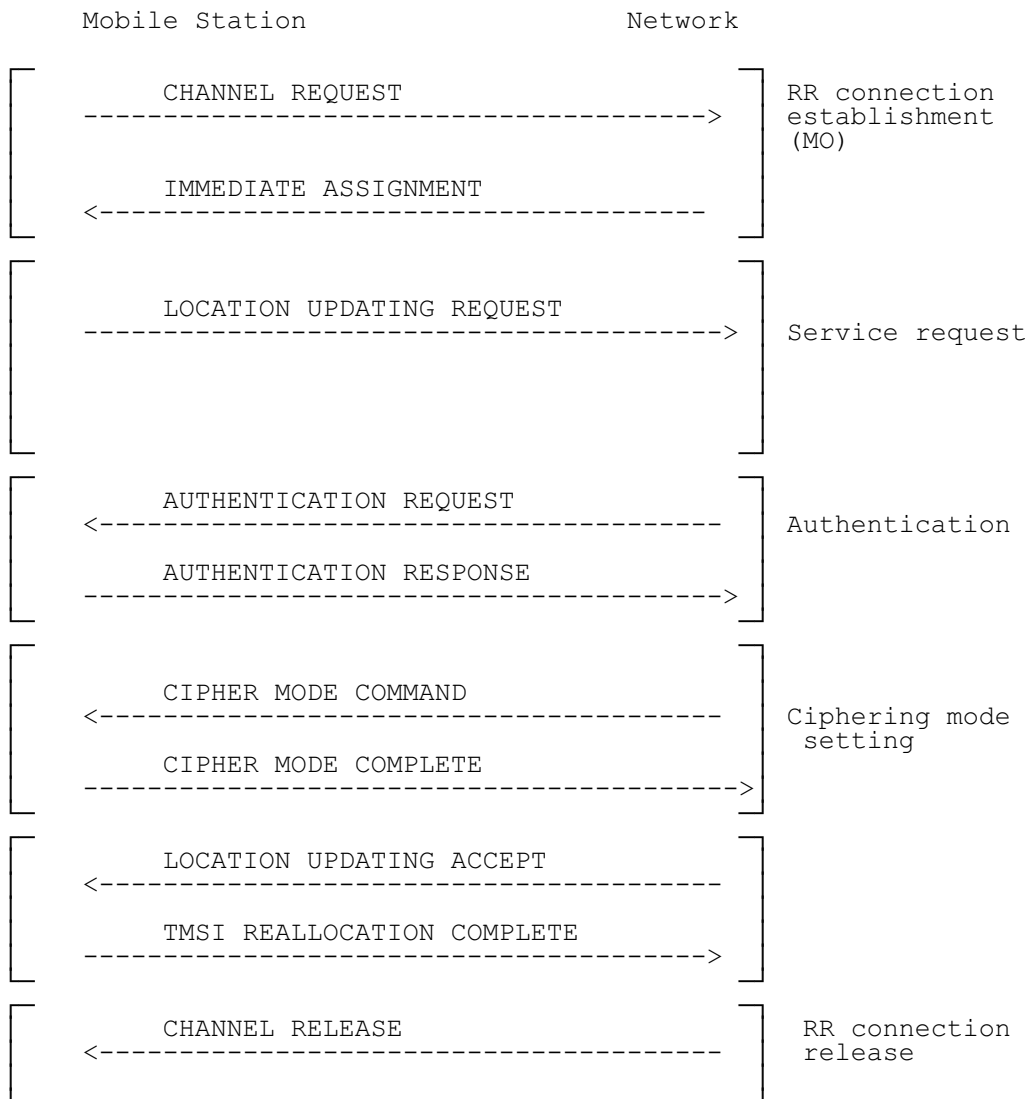 Mobile Station Network
CHANNEL REQUEST RR connection
establishment
(MO)
IMMEDIATE ASSIGNMENT
LOCATION UPDATING REQUEST
Service request
AUTHENTICATION REQUEST
Authentication
AUTHENTICATION RESPONSE
CIPHER MODE COMMAND
Ciphering mode
setting
CIPHER MODE COMPLETE
LOCATION UPDATING ACCEPT
TMSI REALLOCATION COMPLETE
CHANNEL RELEASE RR connection
release